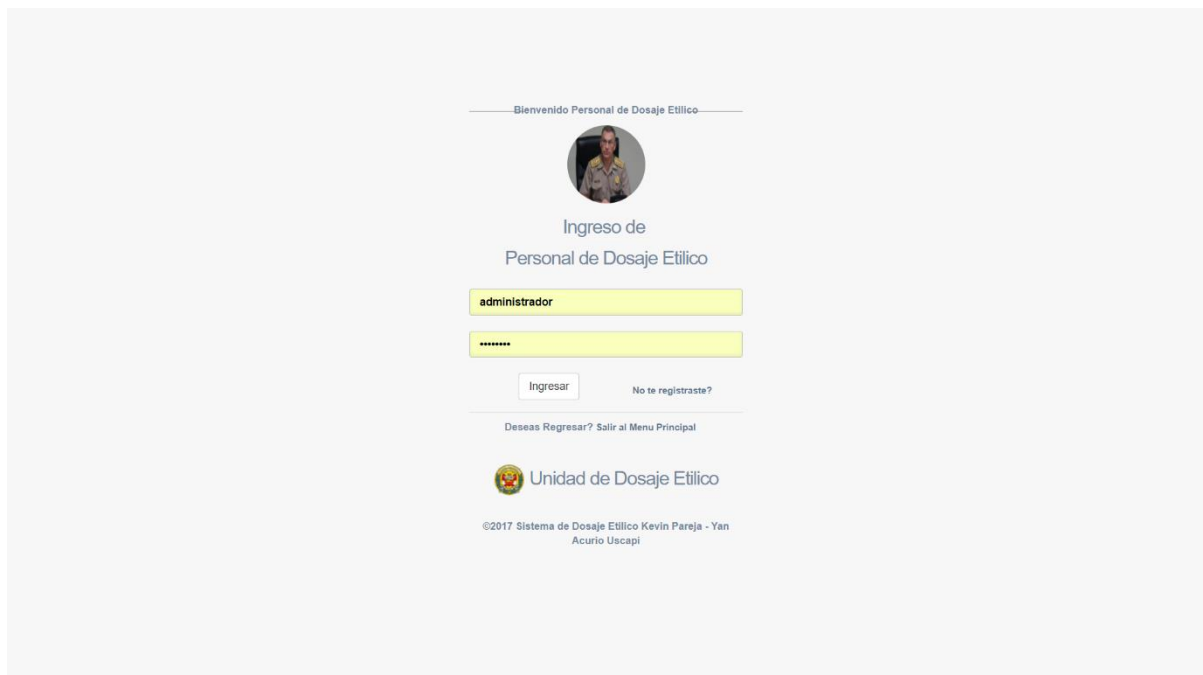 Bienvenido Personal de Dosaje Etilico
Ingreso de
Personal de Dosaje Etilico
administrador
••••••••
Ingresar
No te registraste?
Deseas Regresar? Salir al Menu Principal
Unidad de Dosaje Etilico
©2017 Sistema de Dosaje Etilico Kevin Pareja - Yan
Acurio Uscapi